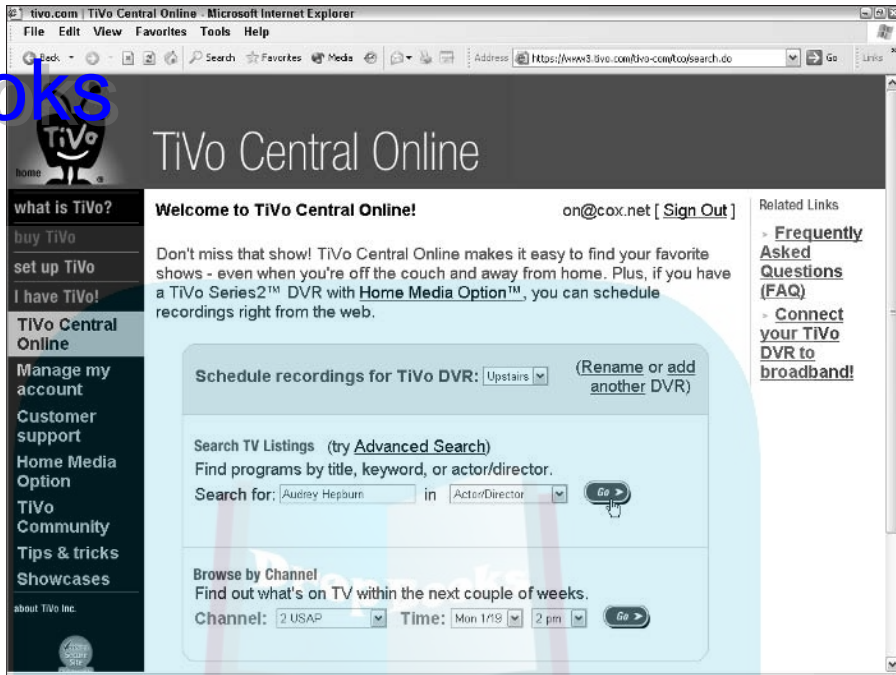 tivo.com | TiVo Central Online - Microsoft Internet Explorer
File Edit View Favorites Tools Help
Back Search Favorites Media Address https://www3.tivo.com/tivo-com/tco/search.do Go Links »
oks
TiVo
home
TiVo Central Online
what is TiVo?
buy TiVo
set up TiVo
I have TiVo!
TiVo Central
Online
Manage my
account
Customer
support
Home Media
Option
TiVo
Community
Tips & tricks
Showcases
about TiVo Inc.
Welcome to TiVo Central Online! on@cox.net [ Sign Out ]
Don't miss that show! TiVo Central Online makes it easy to find your favorite
shows - even when you're off the couch and away from home. Plus, if you have
a TiVo Series2™ DVR with Home Media Option™, you can schedule
recordings right from the web.
Schedule recordings for TiVo DVR: Upstairs (Rename or add
another DVR)
Search TV Listings (try Advanced Search)
Find programs by title, keyword, or actor/director.
Search for: Audrey Hepburn in Actor/Director Go
DropBooks
Browse by Channel
Find out what's on TV within the next couple of weeks.
Channel: 2 USAP Time: Mon 1/19 2 pm Go
Related Links
Frequently
Asked
Questions
(FAQ)
Connect
your TiVo
DVR to
broadband!